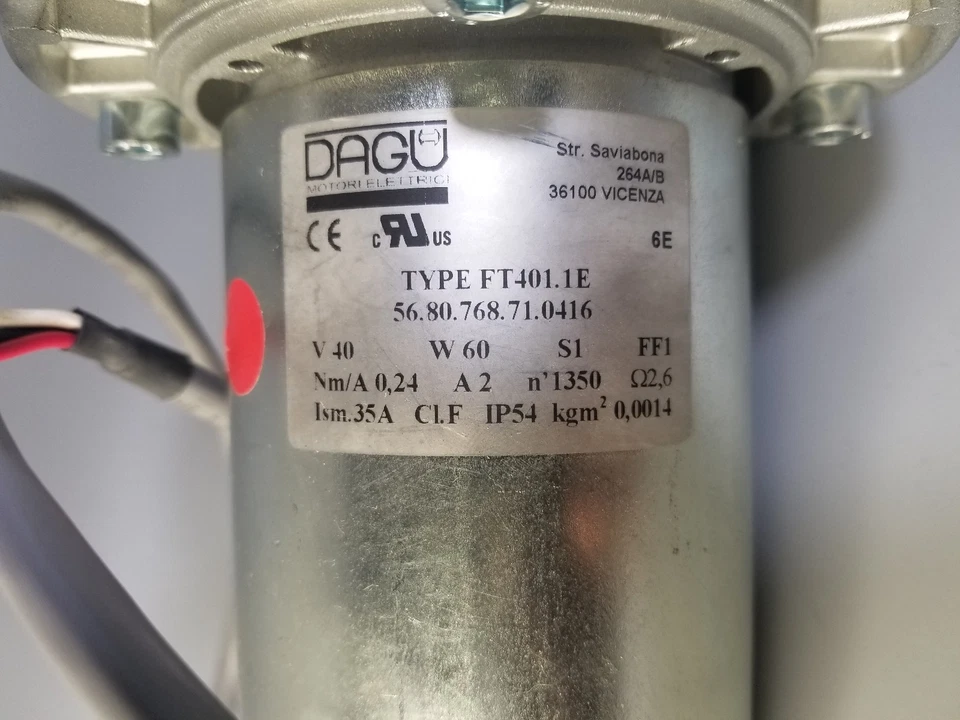 DAGU
MOTORI ELETTRICI
Str. Saviabona
264A/B
36100 VICENZA
CE c RU US 6E
TYPE FT401.1E
56.80.768.71.0416
V 40 W 60 S1 FF1
Nm/A 0,24 A 2 n'1350 Ω2,6
Ism.35A Cl.F IP54 kgm² 0,0014